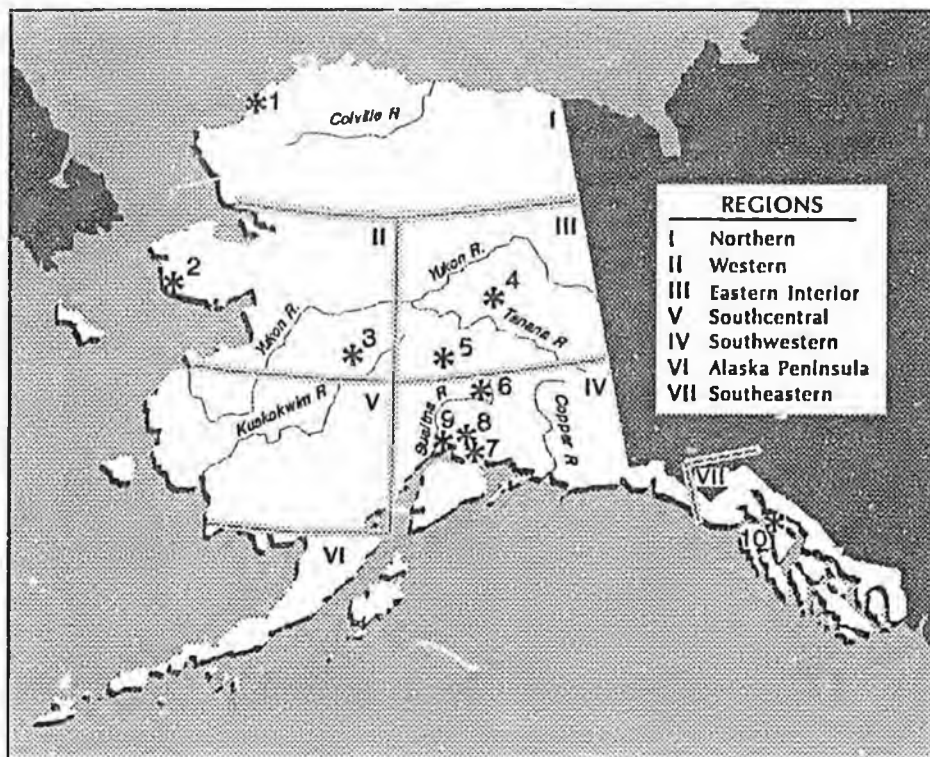 1
Colville R
I
II
III
2
Yukon R.
4
Tanana R
Yukon R.
3
5
6
IV
V
Kuskokwim R
Susitna R
9
8
7
Copper R
VI
VII
10
REGIONS
I Northern
II Western
III Eastern Interior
V Southcentral
IV Southwestern
VI Alaska Peninsula
VII Southeastern